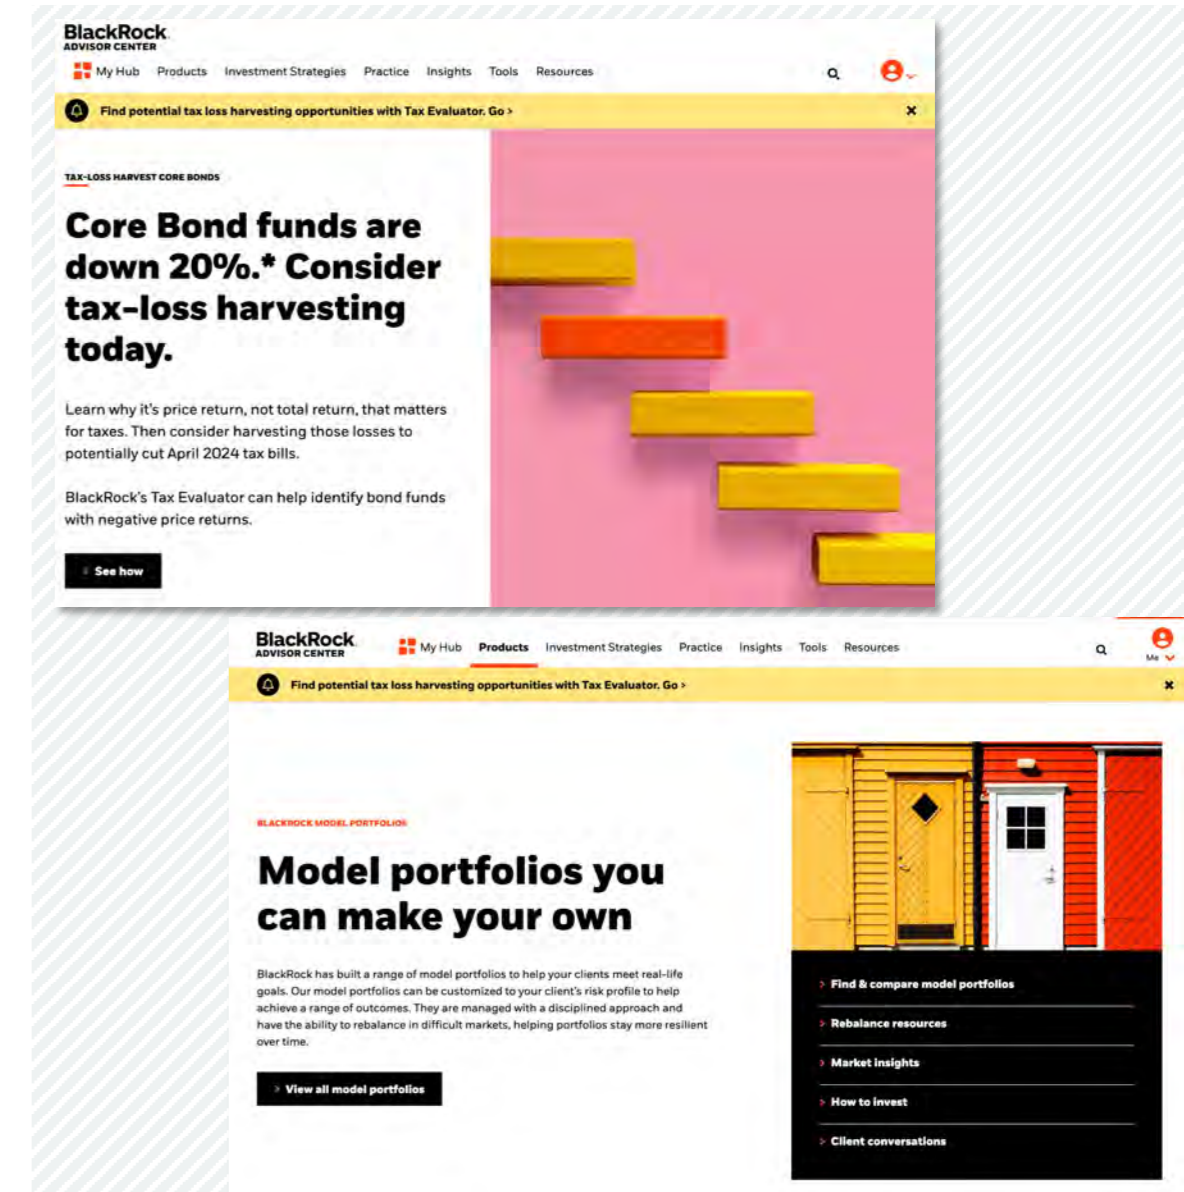 BlackRock
ADVISOR CENTER
My Hub Products Investment Strategies Practice Insights Tools Resources
Find potential tax loss harvesting opportunities with Tax Evaluator. Go >
TAX-LOSS HARVEST CORE BONDS
Core Bond funds are
down 20%.* Consider
tax-loss harvesting
today.
Learn why it's price return, not total return, that matters
for taxes. Then consider harvesting those losses to
potentially cut April 2024 tax bills.
BlackRock's Tax Evaluator can help identify bond funds
with negative price returns.
See how
BlackRock
ADVISOR CENTER
My Hub Products Investment Strategies Practice Insights Tools Resources
Me
Find potential tax loss harvesting opportunities with Tax Evaluator. Go >
BLACKROCK MODEL PORTFOLIOS
Model portfolios you
can make your own
BlackRock has built a range of model portfolios to help your clients meet real-life
goals. Our model portfolios can be customized to your client's risk profile to help
achieve a range of outcomes. They are managed with a disciplined approach and
have the ability to rebalance in difficult markets, helping portfolios stay more resilient
over time.
> View all model portfolios
> Find & compare model portfolios
> Rebalance resources
> Market insights
> How to invest
> Client conversations